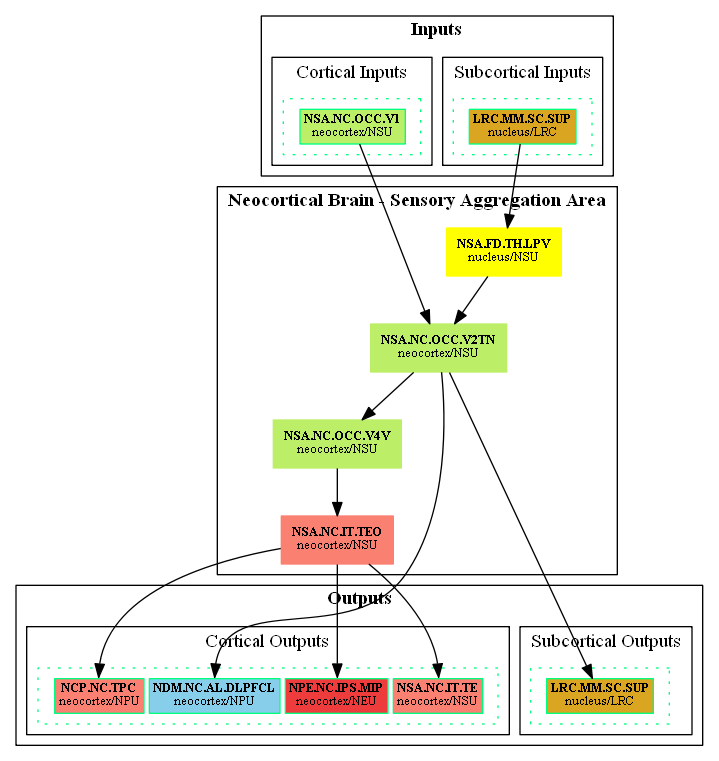 Inputs
Cortical Inputs
Subcortical Inputs
NSA.NC.OCC.VI
neocortex/NSU
LRC.MM.SC.SUP
nucleus/LRC
Neocortical Brain - Sensory Aggregation Area
NSA.FD.TH.LPV
nucleus/NSU
NSA.NC.OCC.V2TN
neocortex/NSU
NSA.NC.OCC.V4V
neocortex/NSU
NSA.NC.IT.TEO
neocortex/NSU
Outputs
Cortical Outputs
Subcortical Outputs
NCP.NC.TPC
neocortex/NPU
NDM.NC.AL.DLPFCL
neocortex/NPU
NPE.NC.IPS.MIP
neocortex/NEU
NSA.NC.IT.TE
neocortex/NSU
LRC.MM.SC.SUP
nucleus/LRC